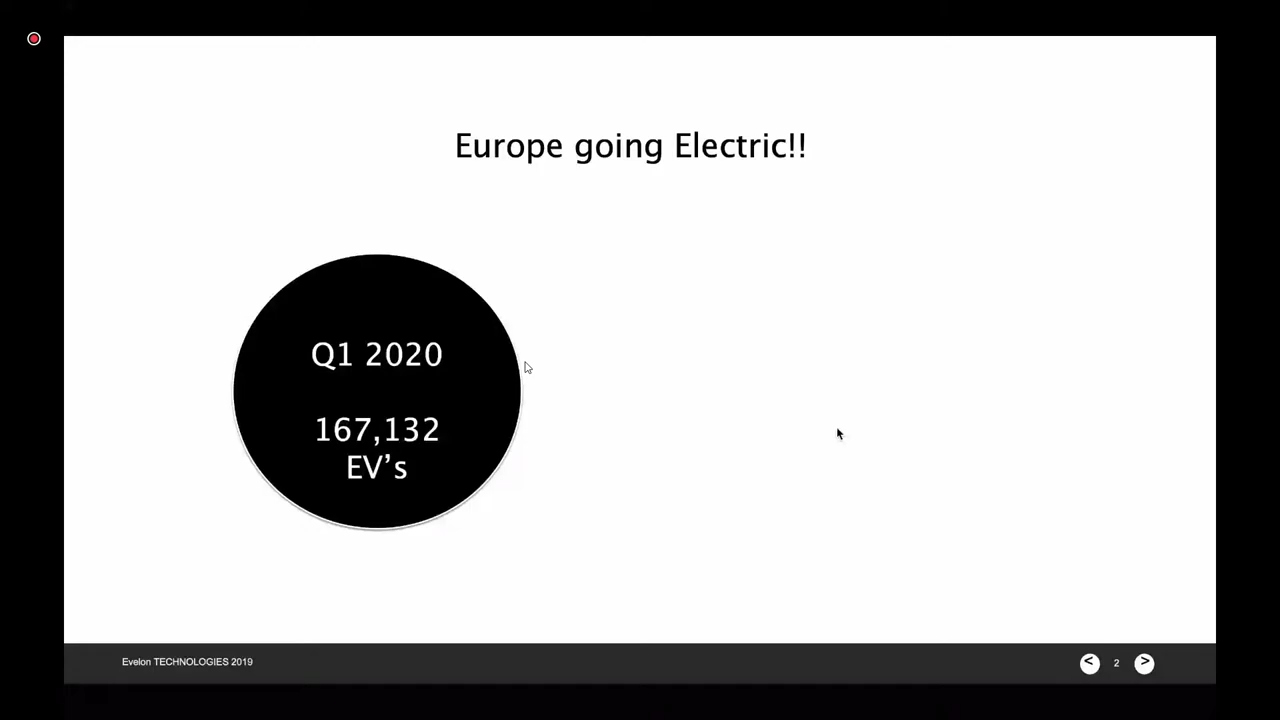 Europe going Electric!!
Q1 2020
167,132
EV’s
Evelon TECHNOLOGIES 2019
< 2 >